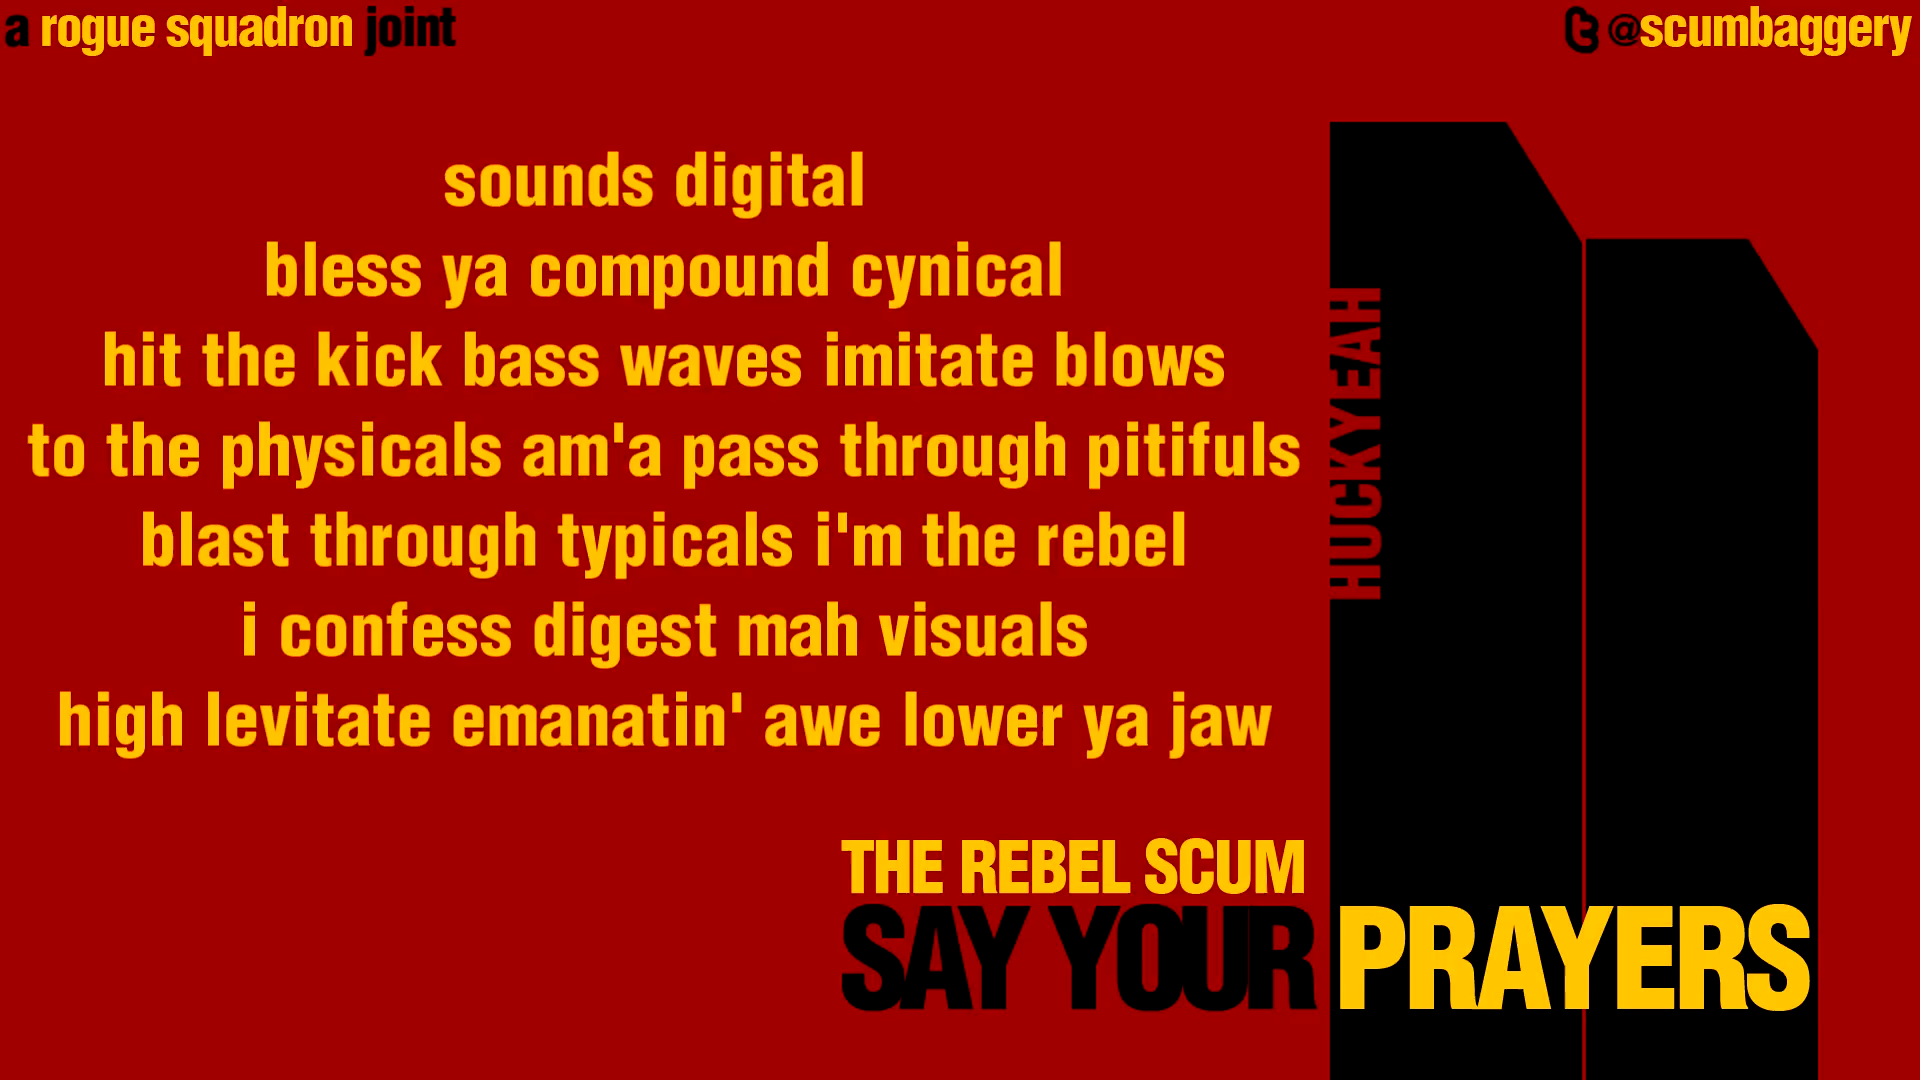 a rogue squadron joint
@scumbaggery
sounds digital
bless ya compound cynical
hit the kick bass waves imitate blows
to the physicals am'a pass through pitifuls
blast through typicals i'm the rebel
i confess digest mah visuals
high levitate emanatin' awe lower ya jaw
HUCKYEAH
THE REBEL SCUM
SAY YOUR PRAYERS